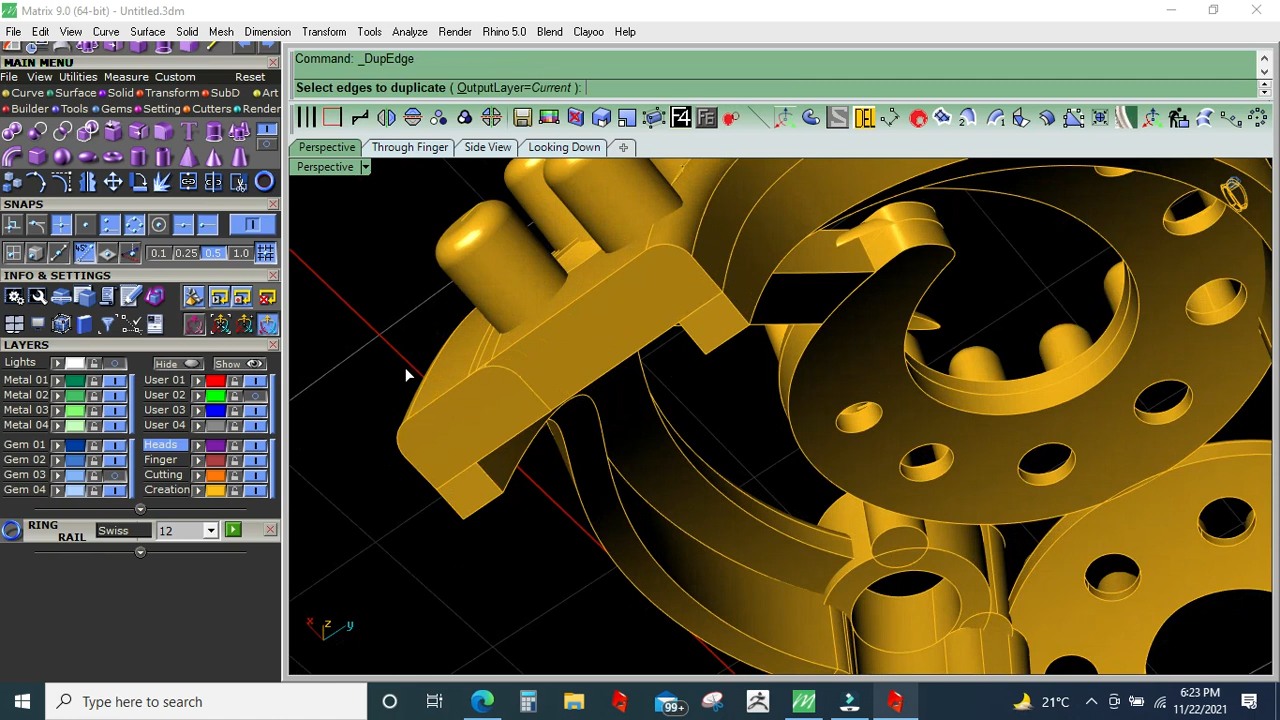 Matrix 9.0 (64-bit) - Untitled.3dm
File Edit View Curve Surface Solid Mesh Dimension Transform Tools Analyze Render Rhino 5.0 Blend Clayoo Help
MAIN MENU
File View Utilities Measure Custom Reset
Curve Surface Solid Transform SubD Art
Builder Tools Gems Setting Cutters Render
Command: _DupEdge
Select edges to duplicate ( OutputLayer=Current ):
F4 F6 DEL
Perspective Through Finger Side View Looking Down
Perspective
SNAPS
45° 0.1 0.25 0.5 1.0
INFO & SETTINGS
LAYERS
Lights Hide Show
Metal 01 User 01
Metal 02 User 02
Metal 03 User 03
Metal 04 User 04
Gem 01 Heads
Gem 02 Finger
Gem 03 Cutting
Gem 04 Creation
RING RAIL Swiss 12
x z y
Type here to search
99+
21°C
6:23 PM
11/22/2021